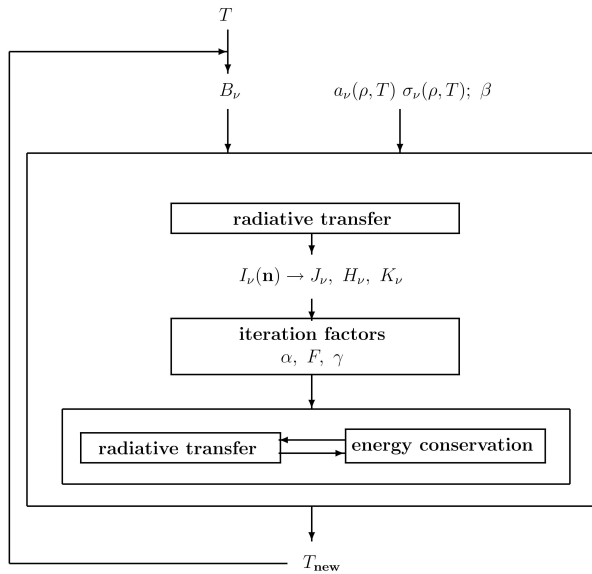 T
B_ν
a_ν(ρ, T) σ_ν(ρ, T); β
radiative transfer
I_ν(n) → J_ν, H_ν, K_ν
iteration factors
α, F, γ
radiative transfer
energy conservation
T_new